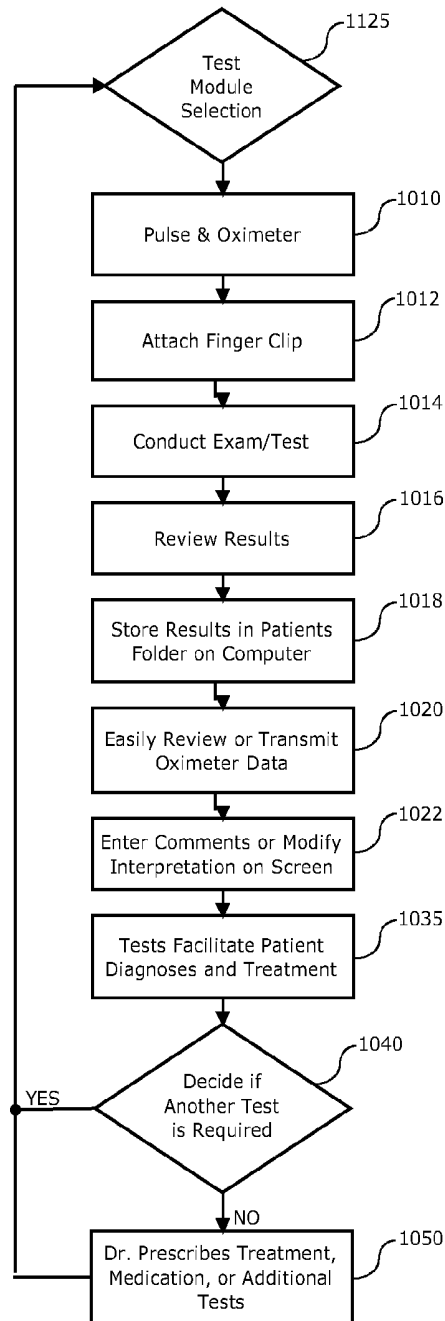 1125
Test
Module
Selection
1010
Pulse & Oximeter
1012
Attach Finger Clip
1014
Conduct Exam/Test
1016
Review Results
1018
Store Results in Patients
Folder on Computer
1020
Easily Review or Transmit
Oximeter Data
1022
Enter Comments or Modify
Interpretation on Screen
1035
Tests Facilitate Patient
Diagnoses and Treatment
1040
Decide if
Another Test
is Required
YES
NO
1050
Dr. Prescribes Treatment,
Medication, or Additional
Tests